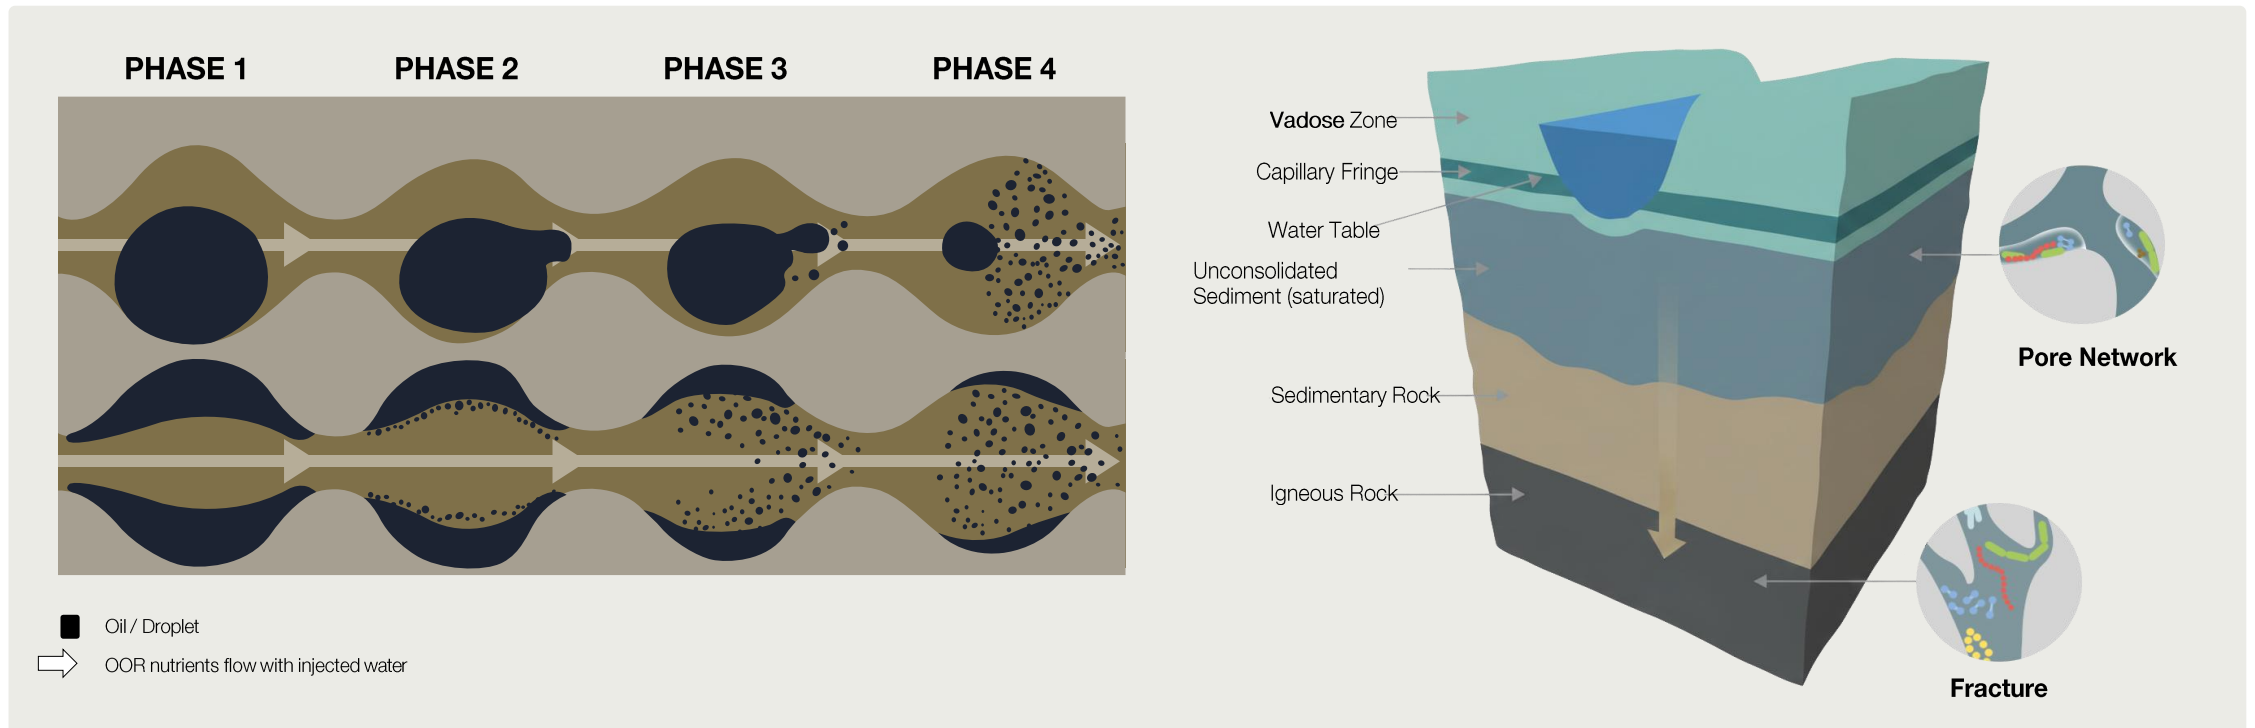 PHASE 1
PHASE 2
PHASE 3
PHASE 4
Oil / Droplet
OOR nutrients flow with injected water
Vadose Zone
Capillary Fringe
Water Table
Unconsolidated
Sediment (saturated)
Sedimentary Rock
Igneous Rock
Pore Network
Fracture